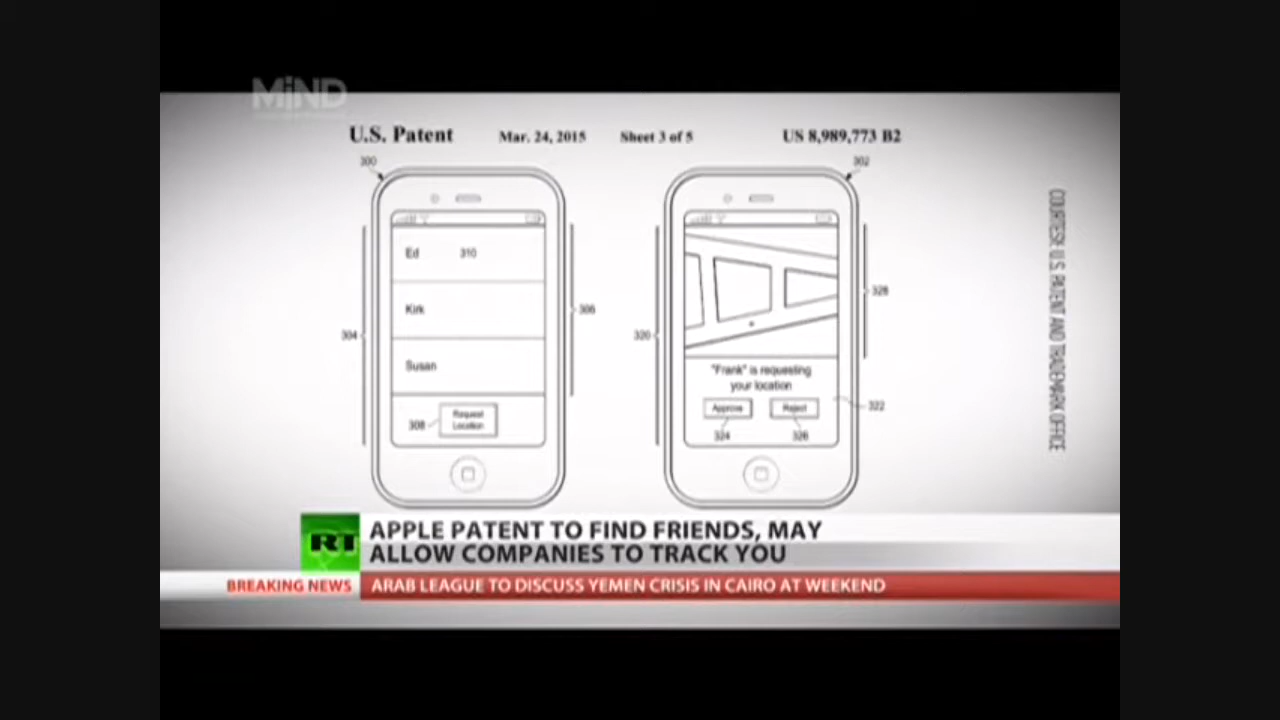 MiND
U.S. Patent Mar. 24, 2015 Sheet 3 of 5 US 8,989,773 B2
300
302
Ed 310
Kirk
Susan
304
306
308
Request
Location
320
328
"Frank" is requesting
your location
Approve Reject
322
324 326
COURTESY: U.S. PATENT AND TRADEMARK OFFICE
RT
APPLE PATENT TO FIND FRIENDS, MAY
ALLOW COMPANIES TO TRACK YOU
BREAKING NEWS ARAB LEAGUE TO DISCUSS YEMEN CRISIS IN CAIRO AT WEEKEND